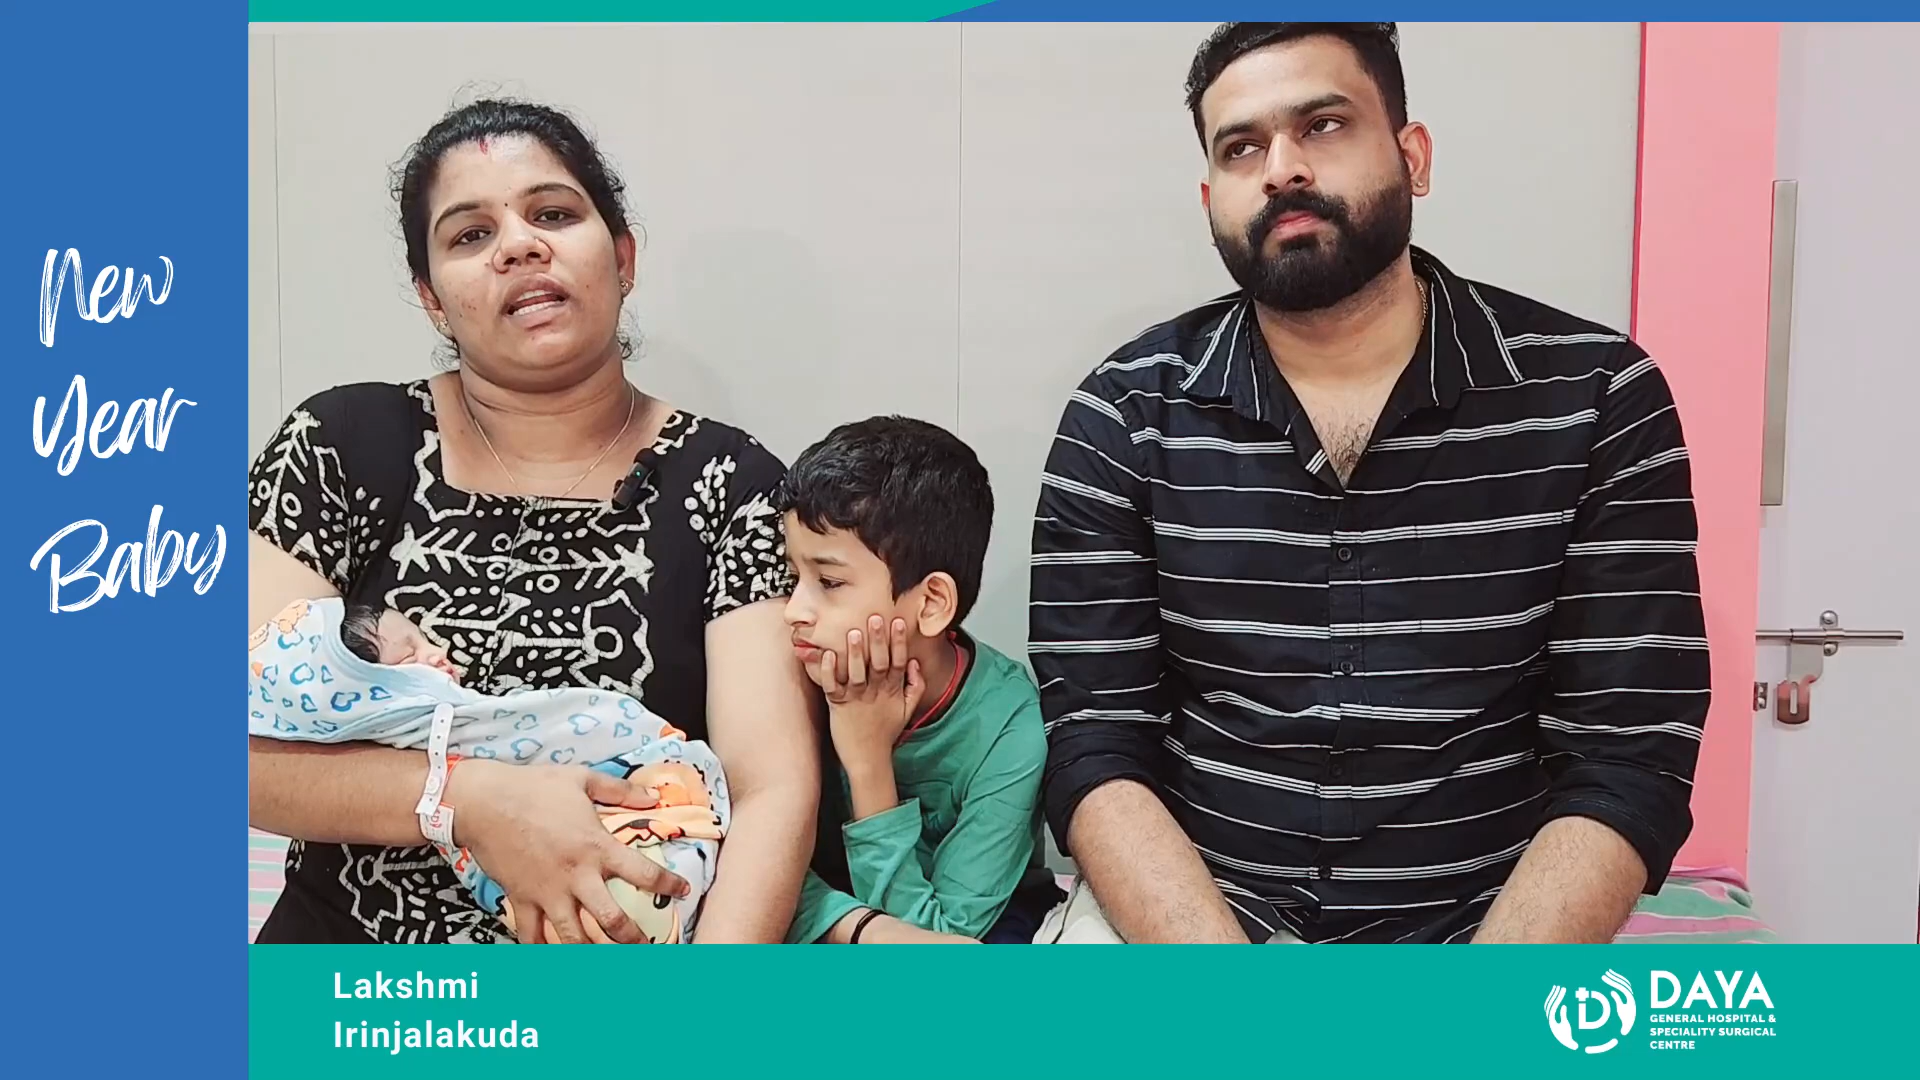 New
Year
Baby
Lakshmi
Irinjalakuda
DAYA
GENERAL HOSPITAL &
SPECIALITY SURGICAL
CENTRE